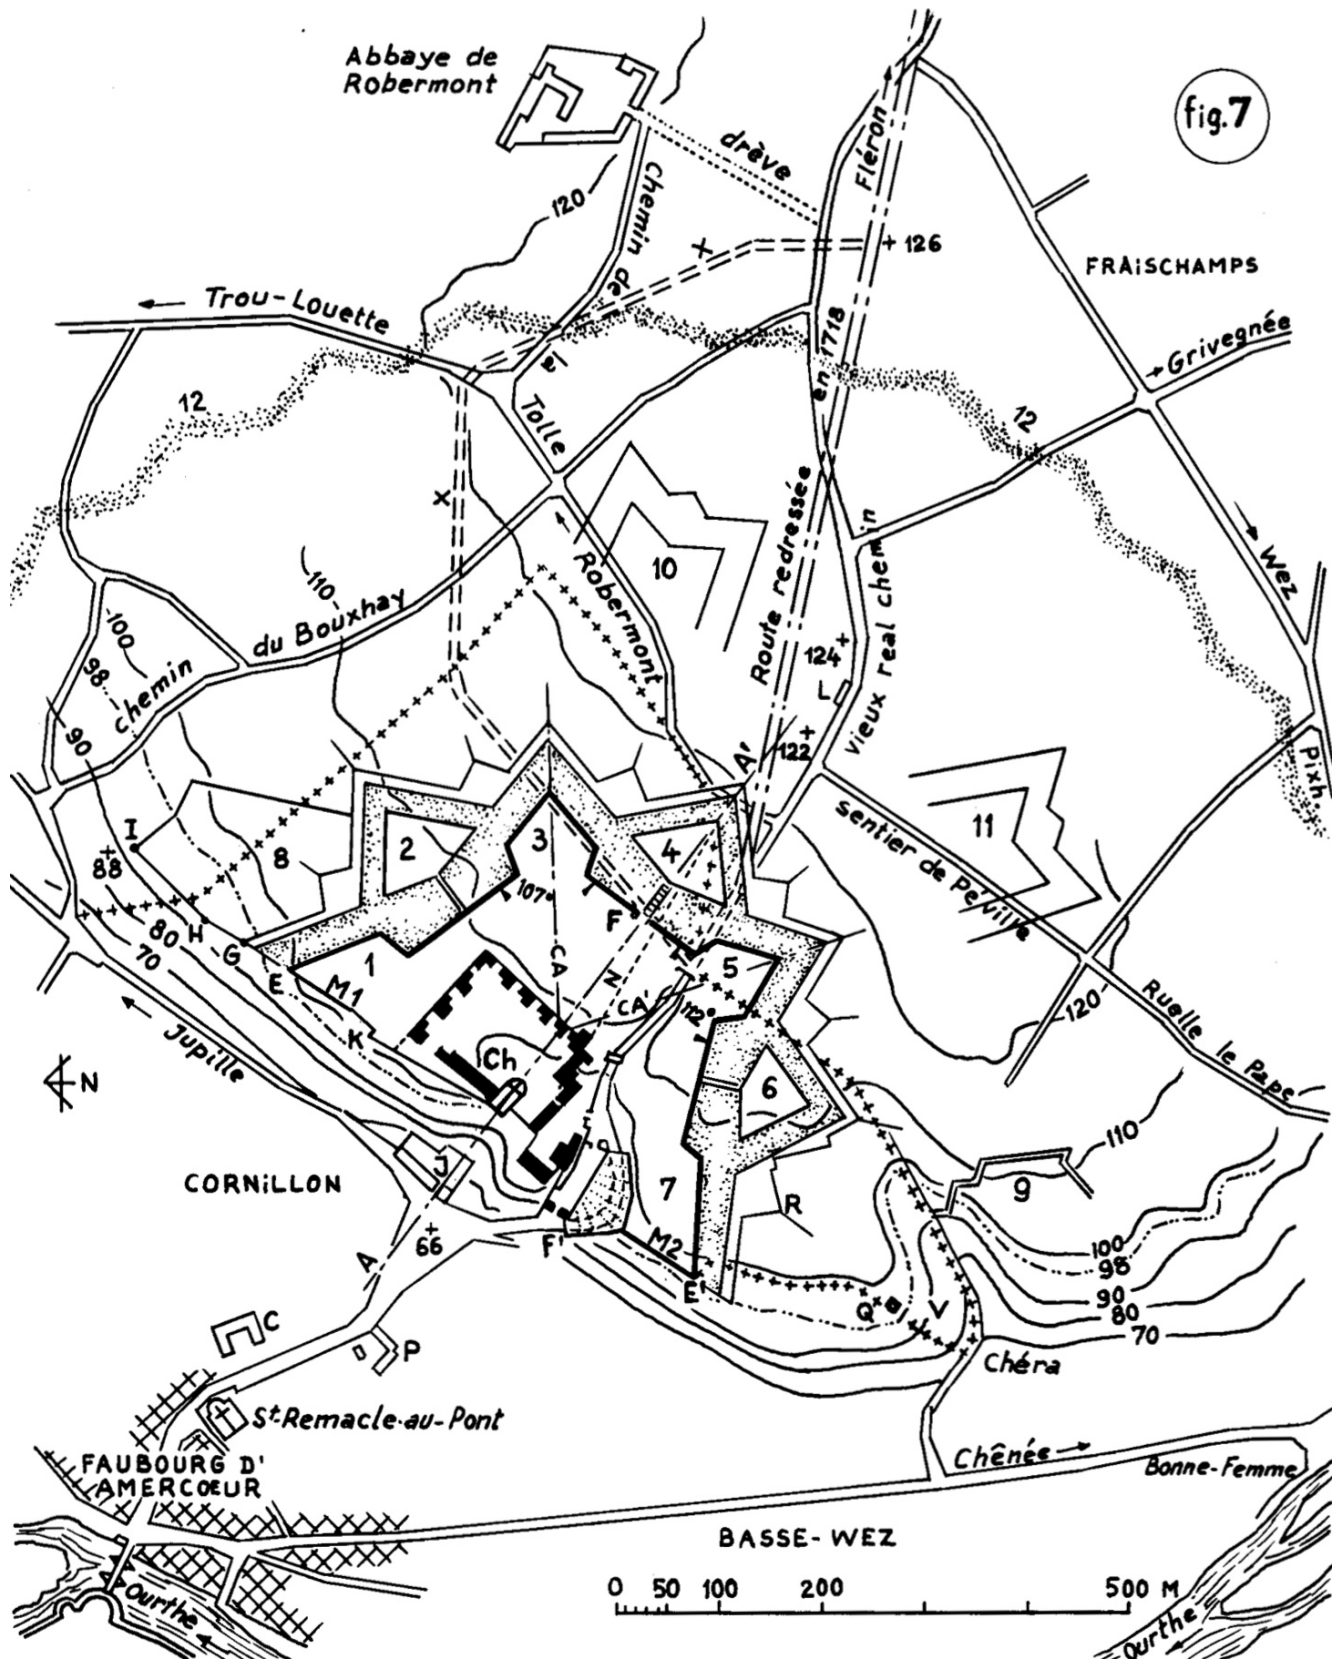 Abbaye de
Robermont
fig.7
drève
Fléron
Chemin de
120
+ 126
FRAiSCHAMPS
Trou-Louette
la
en 1718
Grivegnée
12
Tolle
12
X
X
Route redressée
vieux real chemin
Wez
110
Robermont
10
100
98
chemin
du Bouxhay
124
L
90
122
A'
Pixh.
I
88
8
2
3
4
sentier de Péville
11
107°
F
80
H
G
70
E
1
M1
CA
N
5
CA'
112°
120
Ruelle le Pape
Jupille
K
Ch
6
N
110
CORNiLLON
J
7
R
9
66
F'
M2
100
98
A
E'
Q
V
90
80
70
C
P
Chéra
St-Remacle-au-Pont
FAUBOURG D'
AMERCOEUR
Chênée
Bonne-Femme
BASSE-WEZ
0 50 100 200 500 M
Ourthe
Ourthe